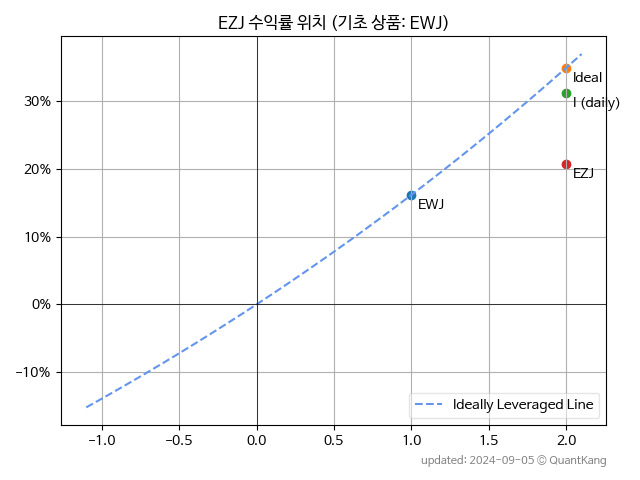 EZJ 수익률 위치 (기초 상품: EWJ)
30%
20%
10%
0%
−10%
Ideal
I (daily)
EZJ
EWJ
Ideally Leveraged Line
−1.0 −0.5 0.0 0.5 1.0 1.5 2.0
updated: 2024-09-05 © QuantKang